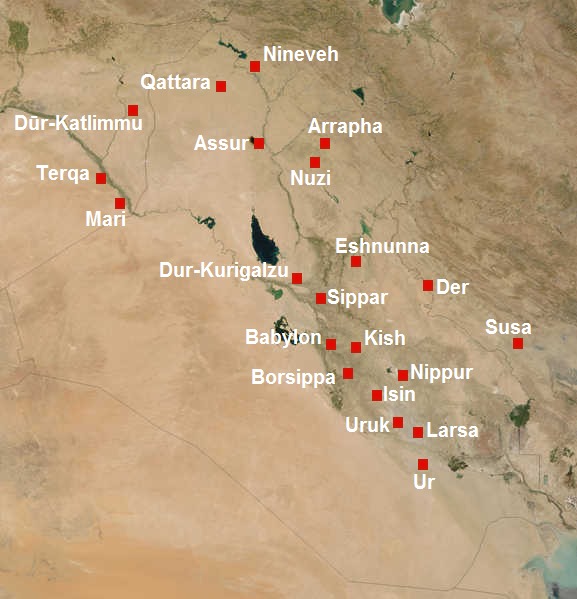 Nineveh
Qattara
Dūr-Katlimmu
Arrapha
Assur
Terqa
Nuzi
Mari
Eshnunna
Dur-Kurigalzu
Der
Sippar
Susa
Babylon
Kish
Borsippa
Nippur
Isin
Uruk
Larsa
Ur